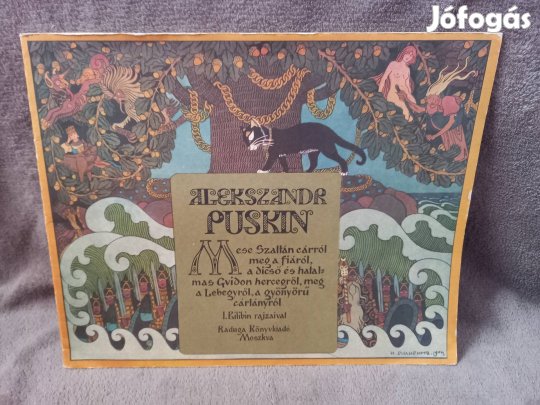 Jófogás
ALEKSZANDR
PUSKIN
Mese Szaltán cárról
meg a fiáról,
a dicső és hatal-
mas Gvidon hercegről, meg
a Lebegyről, a gyönyörű
cárlányról
I. Bilibin rajzaival
Raduga Könyvkiadó
Moszkva